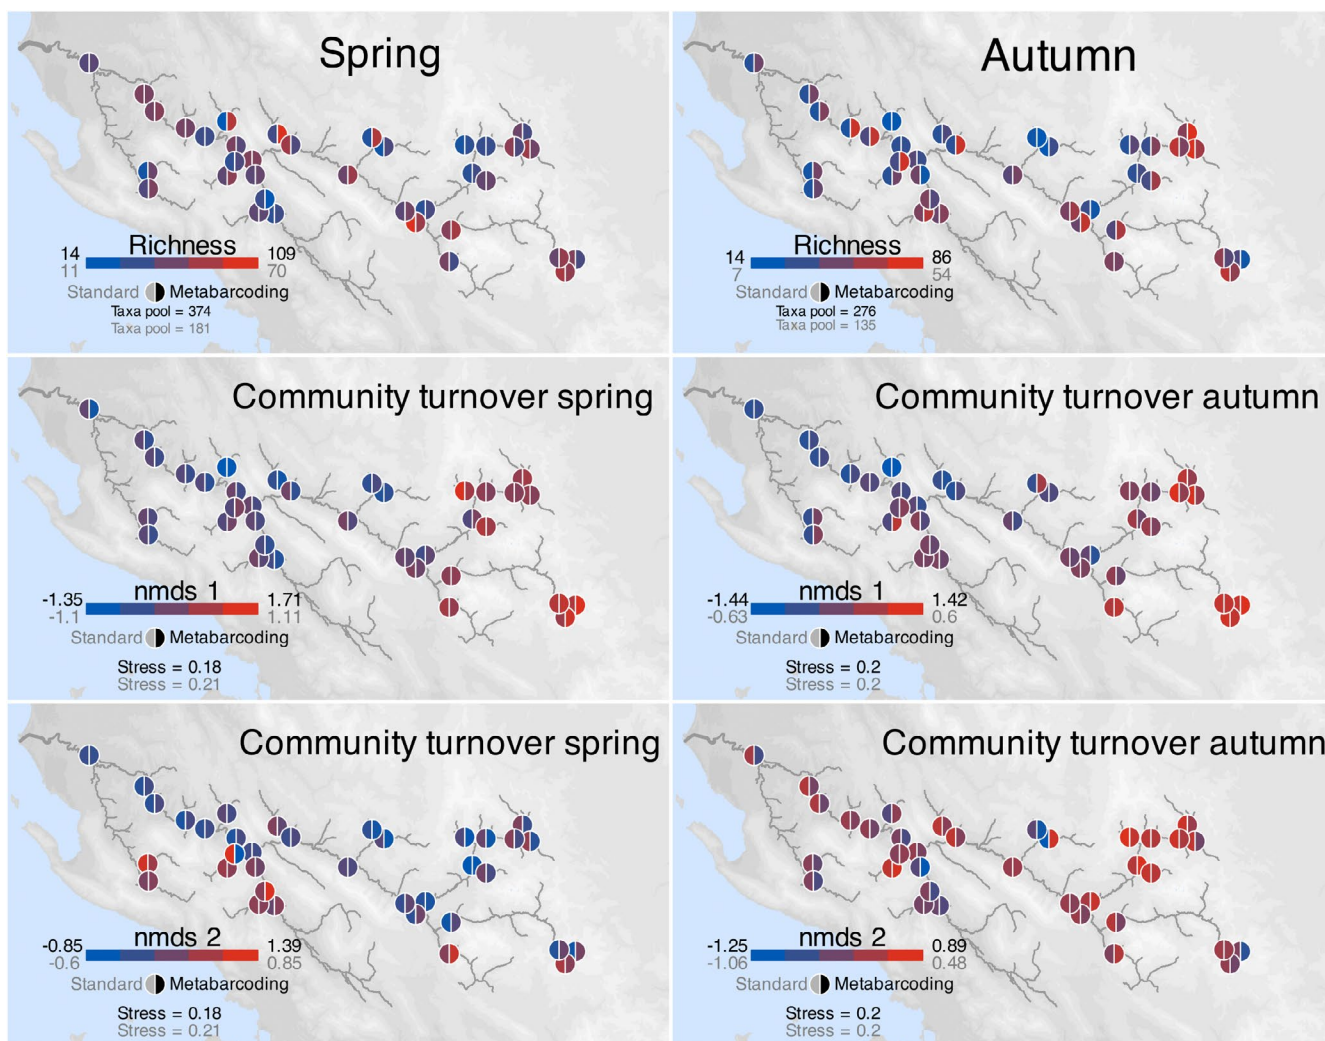 Spring
Richness
14 109
11 70
Standard Metabarcoding
Taxa pool = 374
Taxa pool = 181
Autumn
Richness
14 86
7 54
Standard Metabarcoding
Taxa pool = 276
Taxa pool = 135
Community turnover spring
nmds 1
-1.35 1.71
-1.1 1.11
Standard Metabarcoding
Stress = 0.18
Stress = 0.21
Community turnover autumn
nmds 1
-1.44 1.42
-0.63 0.6
Standard Metabarcoding
Stress = 0.2
Stress = 0.2
Community turnover spring
nmds 2
-0.85 1.39
-0.6 0.85
Standard Metabarcoding
Stress = 0.18
Stress = 0.21
Community turnover autumn
nmds 2
-1.25 0.89
-1.06 0.48
Standard Metabarcoding
Stress = 0.2
Stress = 0.2